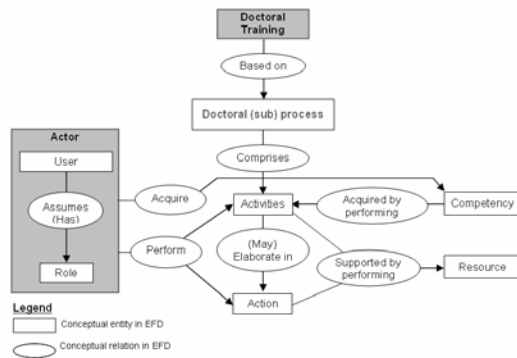 Doctoral
Training
Based on
Doctoral (sub) process
Actor
User
Comprises
Assumes
(Has)
Acquire
Activities
Acquired by
performing
Competency
Perform
(May)
Elaborate in
Supported by
performing
Resource
Role
Action
Legend
Conceptual entity in EFD
Conceptual relation in EFD